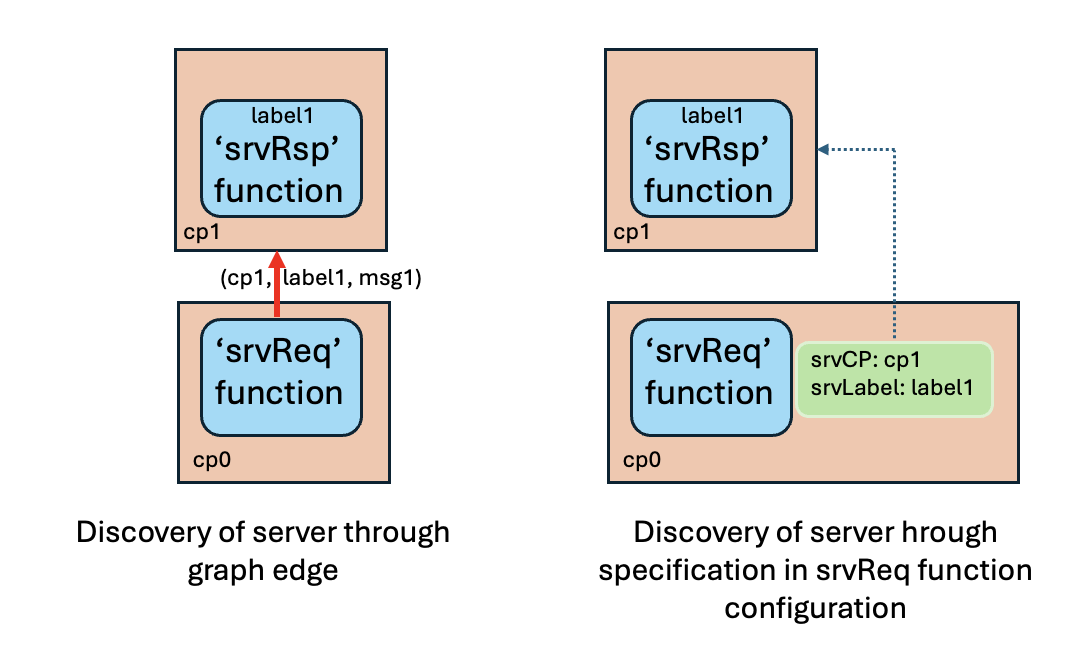 label1
‘srvRsp’
function
cp1
(cp1, label1, msg1)
‘srvReq’
function
cp0
Discovery of server through
graph edge
label1
‘srvRsp’
function
cp1
‘srvReq’
function
srvCP: cp1
srvLabel: label1
cp0
Discovery of server hrough
specification in srvReq function
configuration